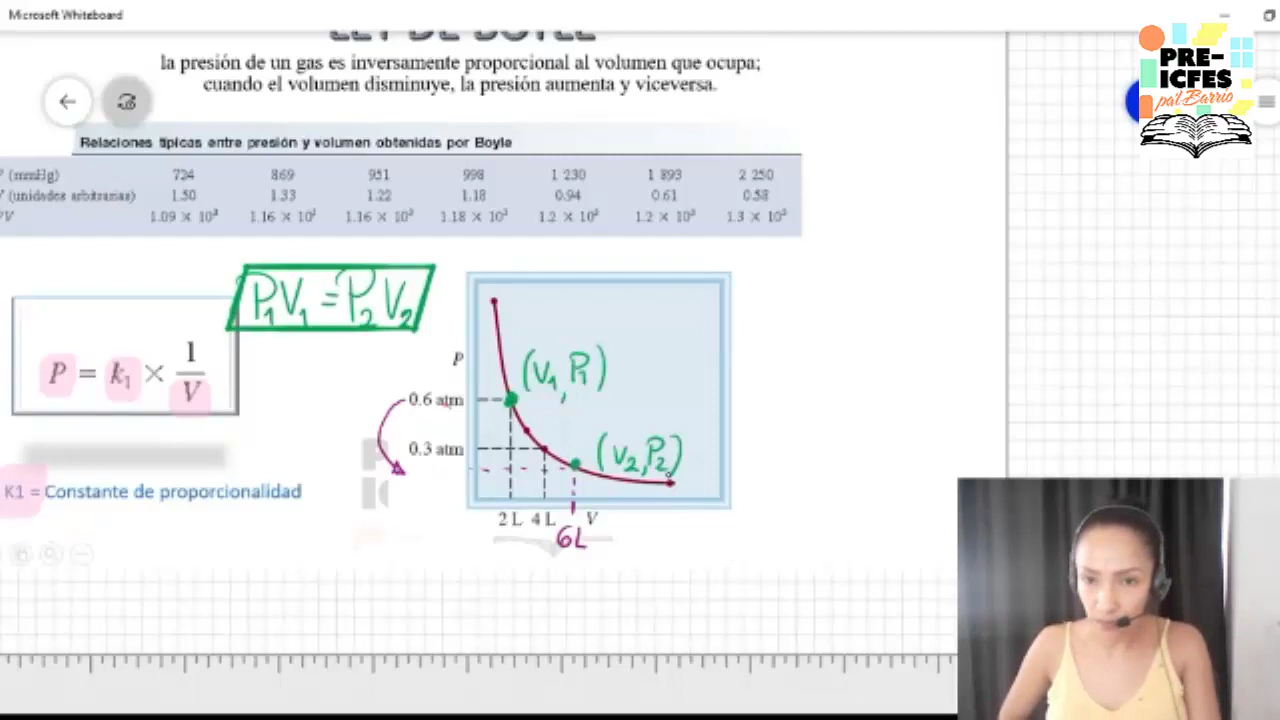 Microsoft Whiteboard
LEY DE BOYLE
la presión de un gas es inversamente proporcional al volumen que ocupa;
cuando el volumen disminuye, la presión aumenta y viceversa.
PRE-
ICFES
pa'l Barrio
Relaciones típicas entre presión y volumen obtenidas por Boyle
(mmHg) 724 869 951 998 1 230 1 893 2 250
(unidades arbitrarias) 1.50 1.33 1.22 1.18 0.94 0.61 0.58
V 1.09 × 10³ 1.16 × 10³ 1.16 × 10³ 1.18 × 10³ 1.2 × 10³ 1.2 × 10³ 1.3 × 10³
P₁V₁ = P₂V₂
P = k₁ × 1/V
K1 = Constante de proporcionalidad
P
(V₁, P₁)
0.6 atm
0.3 atm
(V₂, P₂)
2 L 4 L V
6L